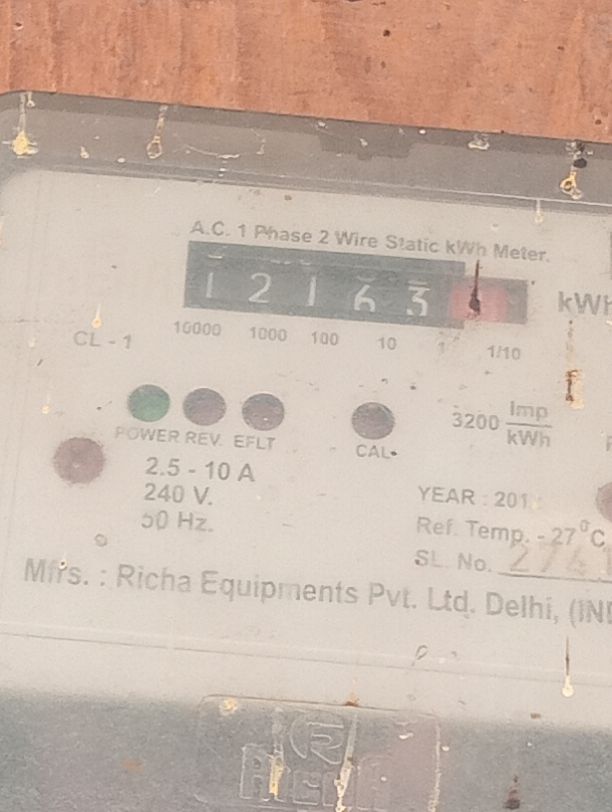 A.C. 1 Phase 2 Wire Static kWh Meter.
1 2 1 6 3
kWh
10000 1000 100 10 1 1/10
CL - 1
3200 Imp
kWh
POWER REV. EFLT CAL
2.5 - 10 A
240 V.
50 Hz.
YEAR : 201
Ref. Temp. - 27°C
SL. No. 274
Mfrs. : Richa Equipments Pvt. Ltd. Delhi,